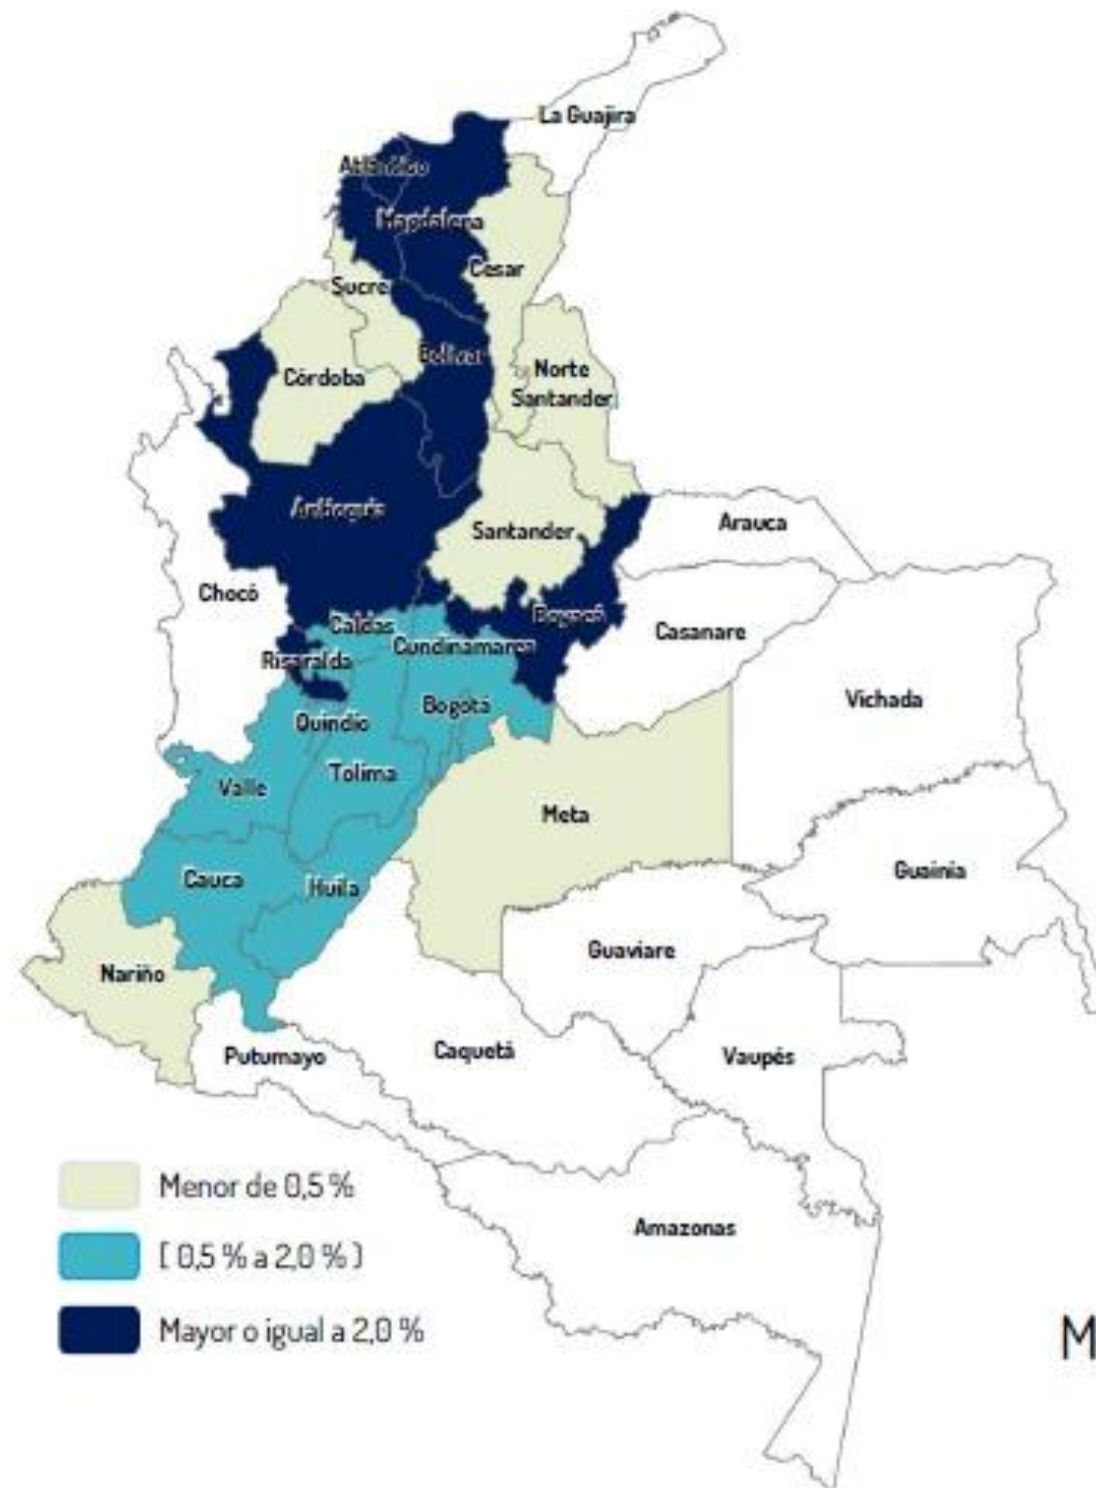 La Guajira
Atlántico
Magdalena
Cesar
Sucre
Bolívar
Córdoba
Norte
Santander
Antioquia
Santander
Arauca
Chocó
Boyacá
Caldas
Casanare
Cundinamarca
Risaralda
Vichada
Bogotá
Quindío
Tolima
Valle
Meta
Guainía
Cauca
Huila
Guaviare
Nariño
Caquetá
Putumayo
Vaupés
Amazonas
Menor de 0,5 %
[ 0,5 % a 2,0 % )
Mayor o igual a 2,0 %
M